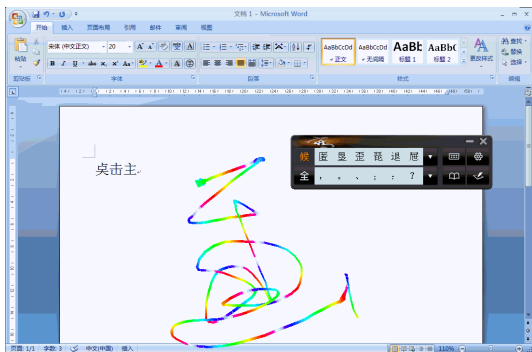 文档 1 - Microsoft Word
开始 插入 页面布局 引用 邮件 审阅 视图
宋体 (中文正文) 20
AaBbCcDd AaBbCcDd AaBb AaBbC
正文 无间隔 标题 1 标题 2
粘贴 更改样式
查找
替换
选择
剪贴板 字体 段落 样式 编辑
候 匿 垦 歪 琵 退 屉
全 , 。 、 ； ： ？
点击主
页面: 1/1 字数: 3 中文(中国) 插入 110%